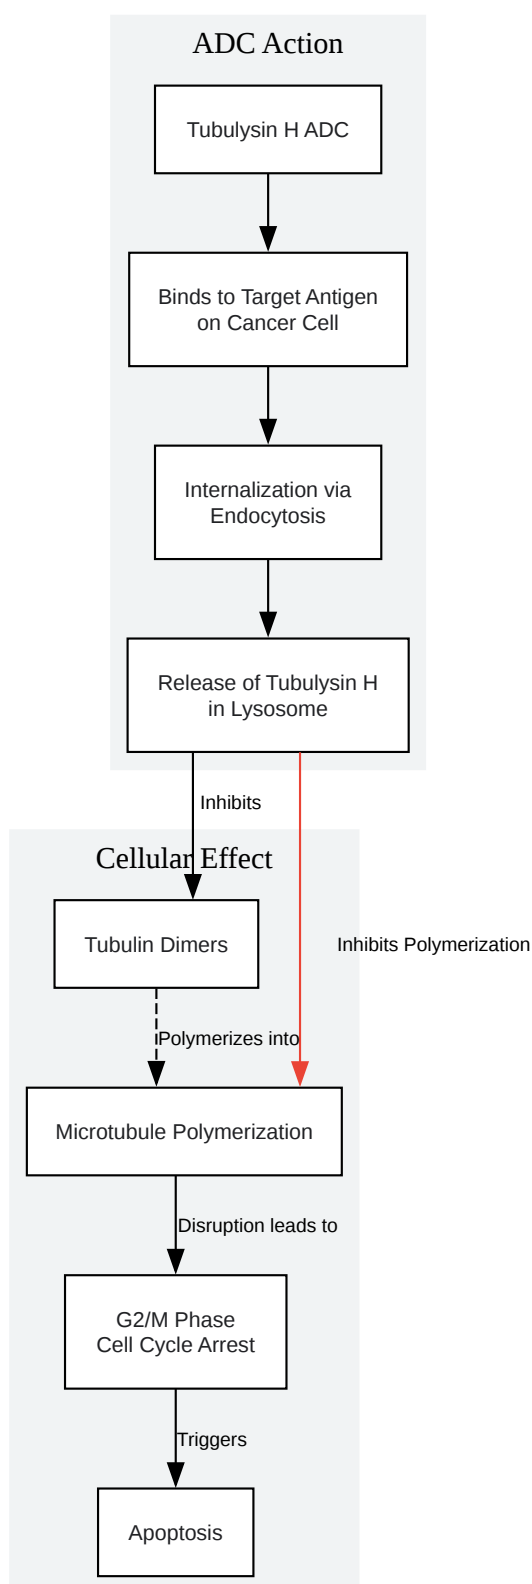 ADC Action
Tubulysin H ADC
Binds to Target Antigen
on Cancer Cell
Internalization via
Endocytosis
Release of Tubulysin H
in Lysosome
Inhibits
Cellular Effect
Tubulin Dimers
Inhibits Polymerization
Polymerizes into
Microtubule Polymerization
Disruption leads to
G2/M Phase
Cell Cycle Arrest
Triggers
Apoptosis